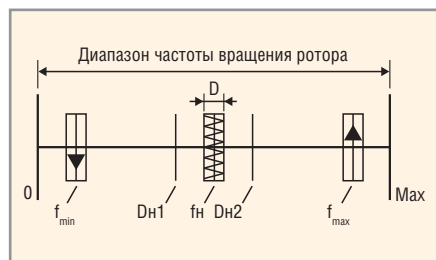 Диапазон частоты вращения ротора
D
0
Max
f min
Dн1
fн
Dн2
f max